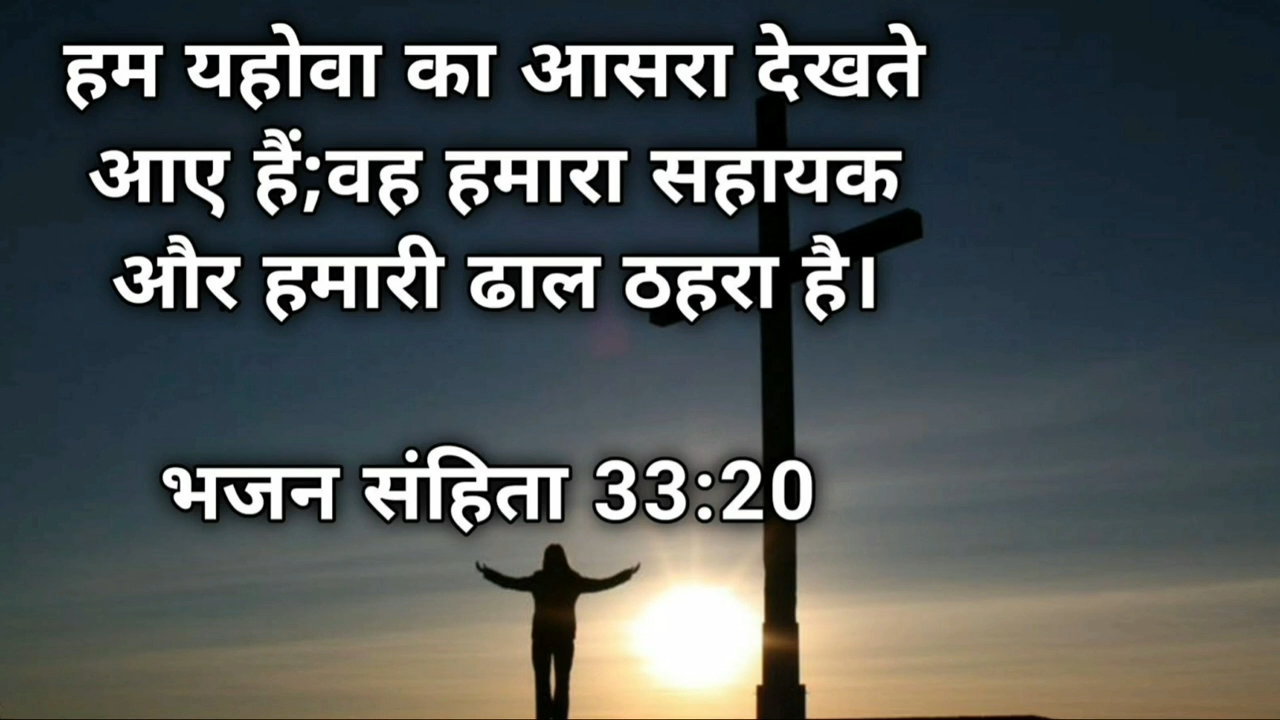 हम यहोवा का आसरा देखते
आए हैं;वह हमारा सहायक
और हमारी ढाल ठहरा है।
भजन संहिता 33:20